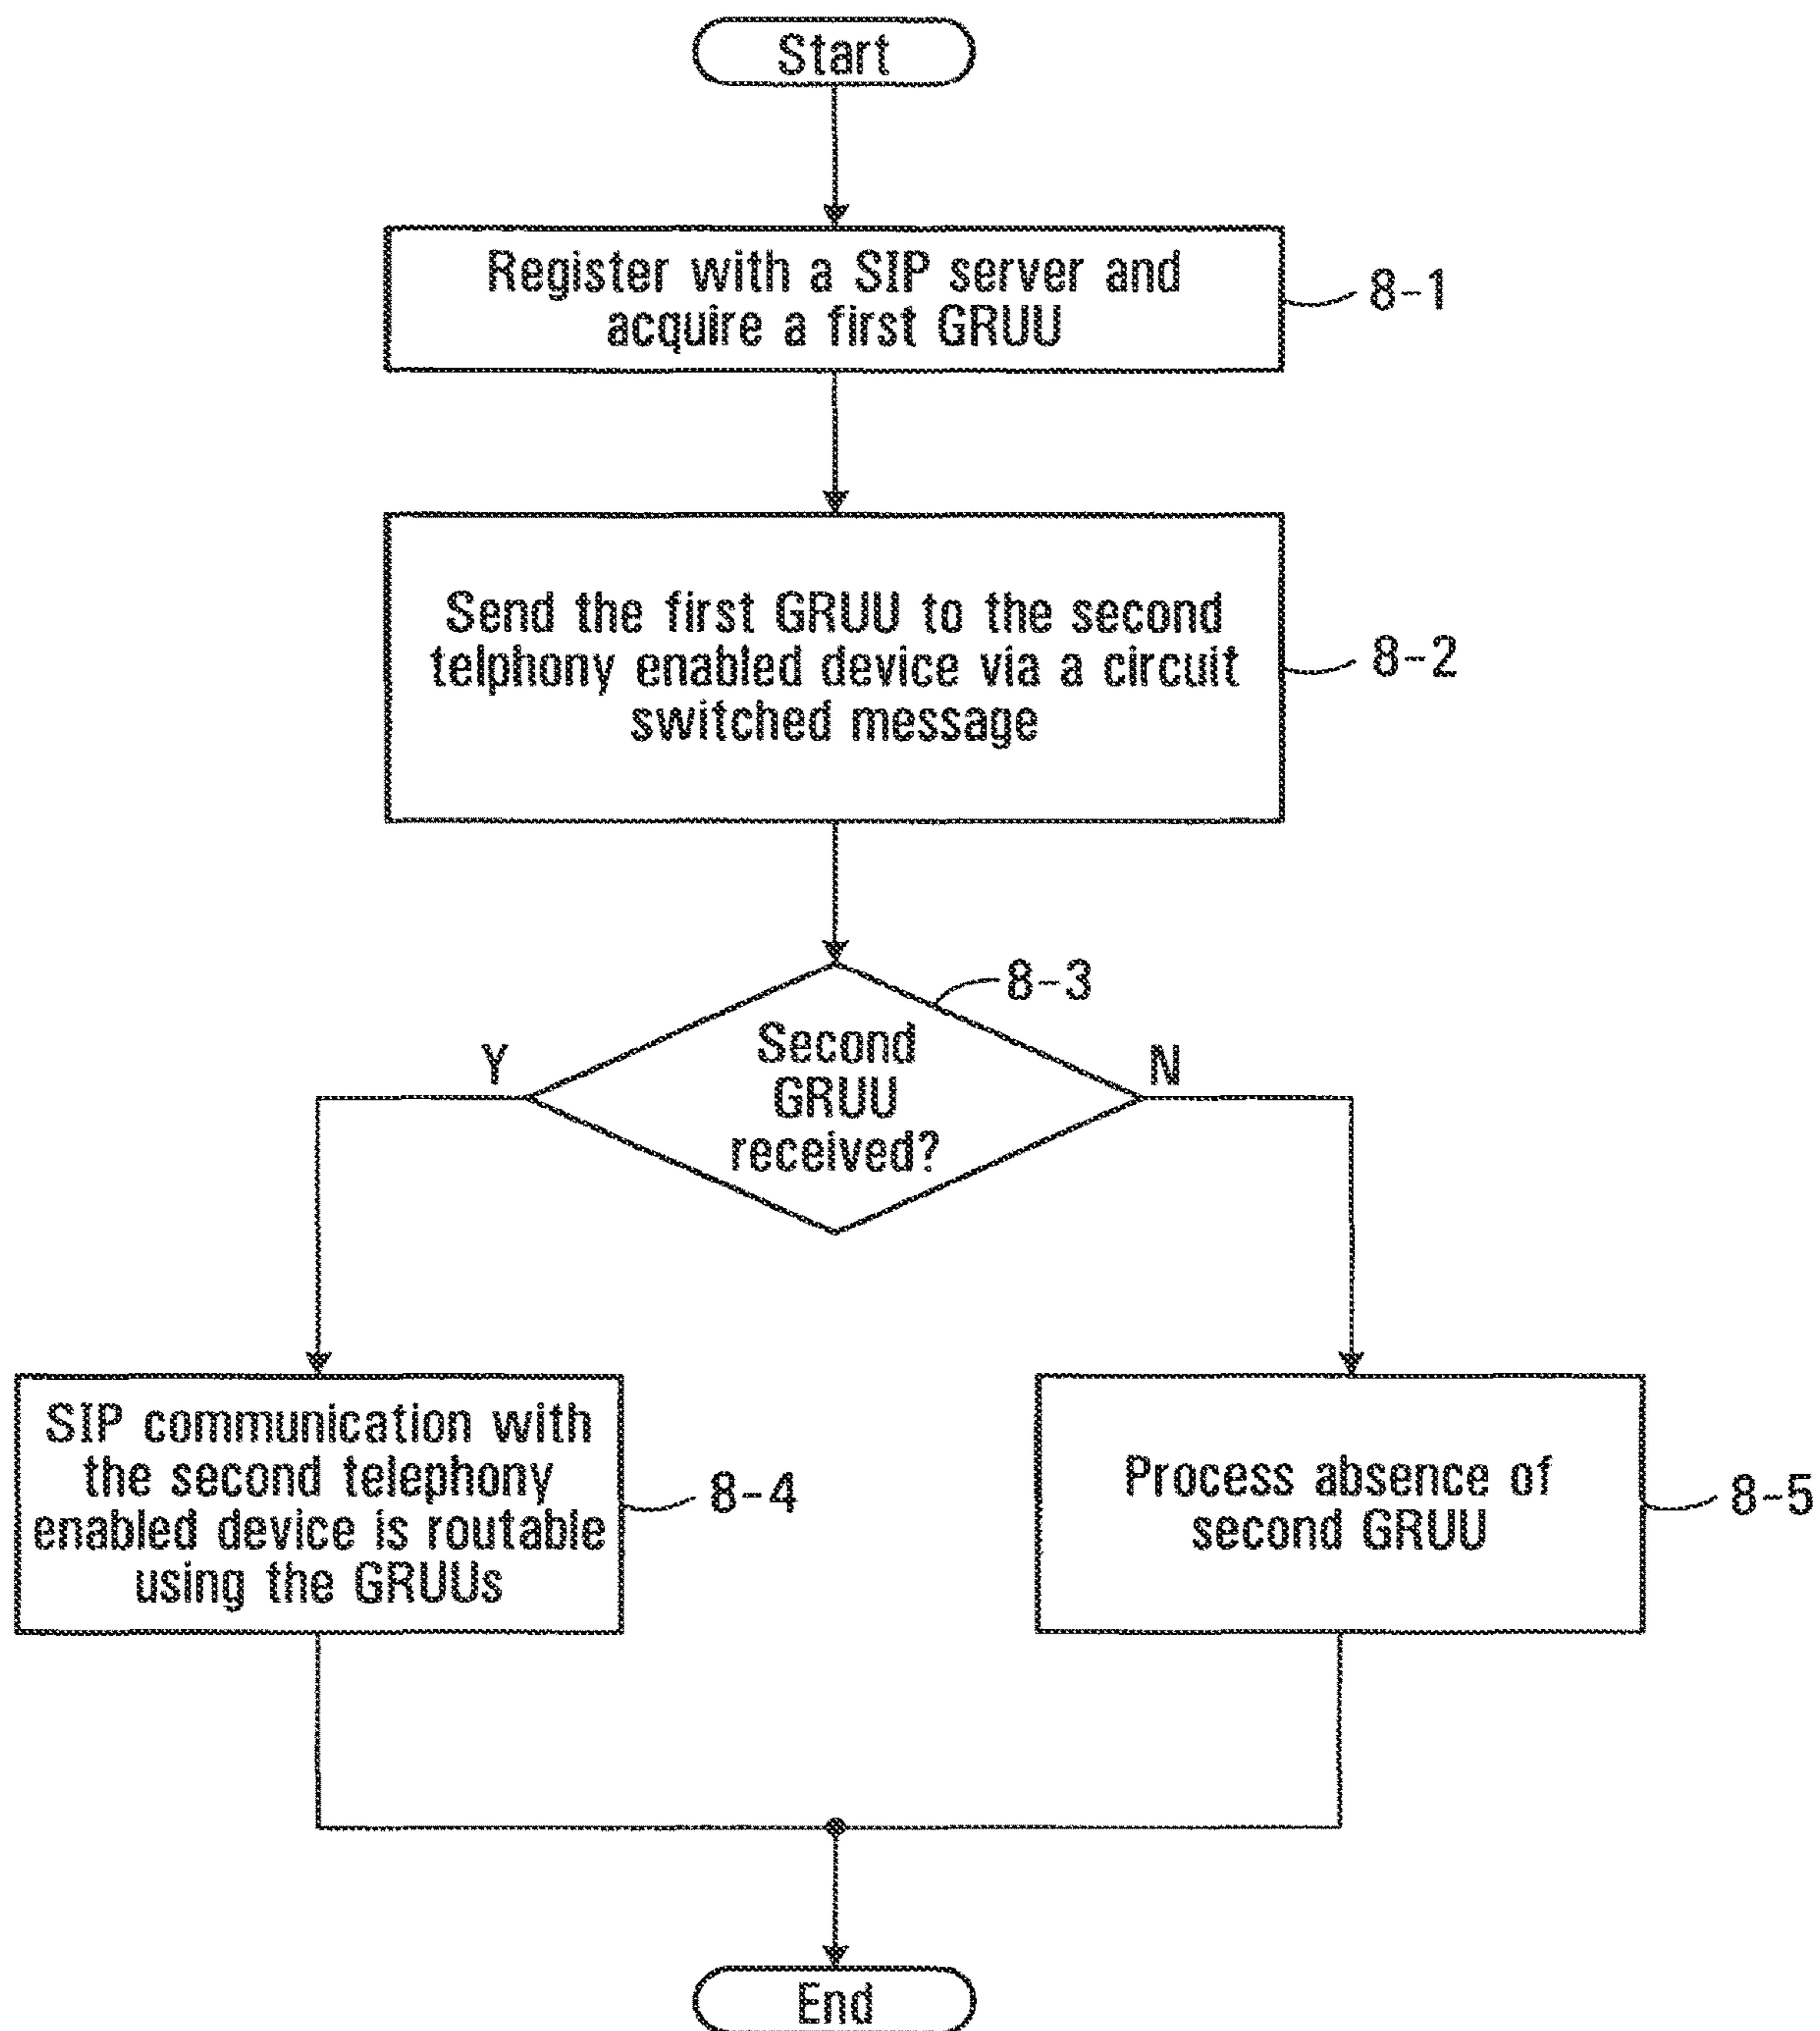 Start
Register with a SIP server and
acquire a first GRUU
8-1
Send the first GRUU to the second
telphony enabled device via a circuit
switched message
8-2
8-3
Second
GRUU
received?
Y
N
SIP communication with
the second telephony
enabled device is routable
using the GRUUs
8-4
Process absence of
second GRUU
8-5
End